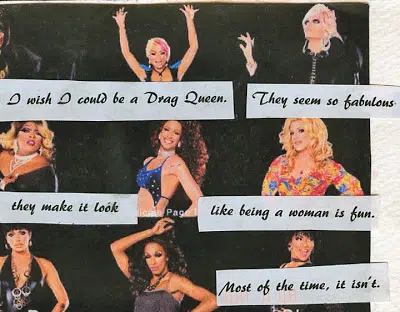 I wish I could be a Drag Queen.
They seem so fabulous
they make it look
like being a woman is fun.
Most of the time, it isn't.